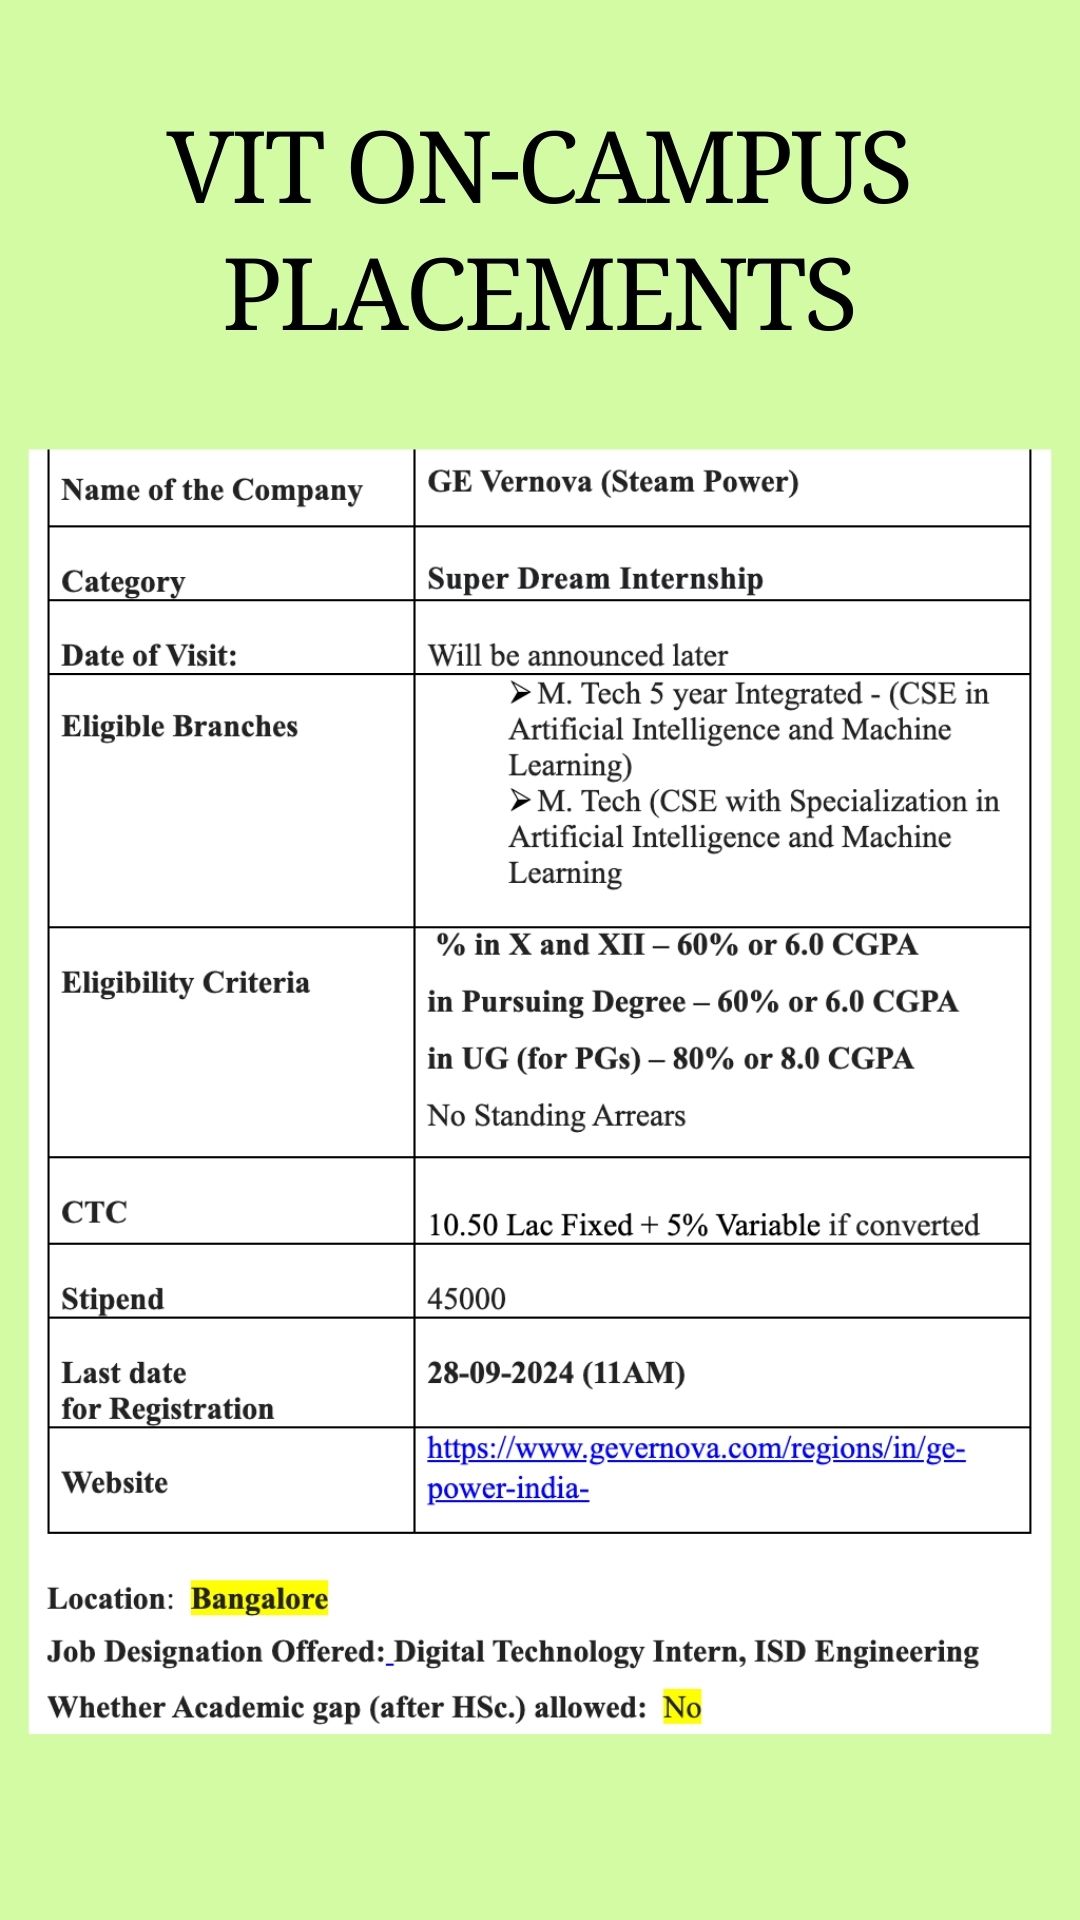 VIT ON-CAMPUS
PLACEMENTS
Name of the Company
GE Vernova (Steam Power)
Category
Super Dream Internship
Date of Visit:
Will be announced later
Eligible Branches
➢ M. Tech 5 year Integrated - (CSE in
Artificial Intelligence and Machine
Learning)
➢ M. Tech (CSE with Specialization in
Artificial Intelligence and Machine
Learning
Eligibility Criteria
% in X and XII – 60% or 6.0 CGPA
in Pursuing Degree – 60% or 6.0 CGPA
in UG (for PGs) – 80% or 8.0 CGPA
No Standing Arrears
CTC
10.50 Lac Fixed + 5% Variable if converted
Stipend
45000
Last date
for Registration
28-09-2024 (11AM)
Website
https://www.gevernova.com/regions/in/ge-
power-india-
Location: Bangalore
Job Designation Offered: Digital Technology Intern, ISD Engineering
Whether Academic gap (after HSc.) allowed: No